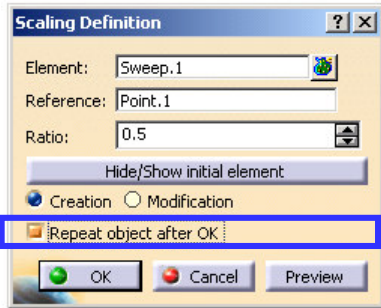 Scaling Definition ? X
Element: Sweep.1
Reference: Point.1
Ratio: 0.5
Hide/Show initial element
Creation Modification
Repeat object after OK
OK Cancel Preview